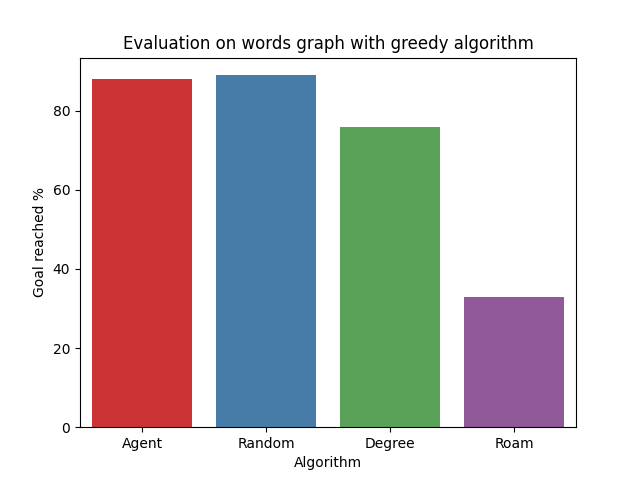 Evaluation on words graph with greedy algorithm
Goal reached %
80
60
40
20
0
Agent Random Degree Roam
Algorithm